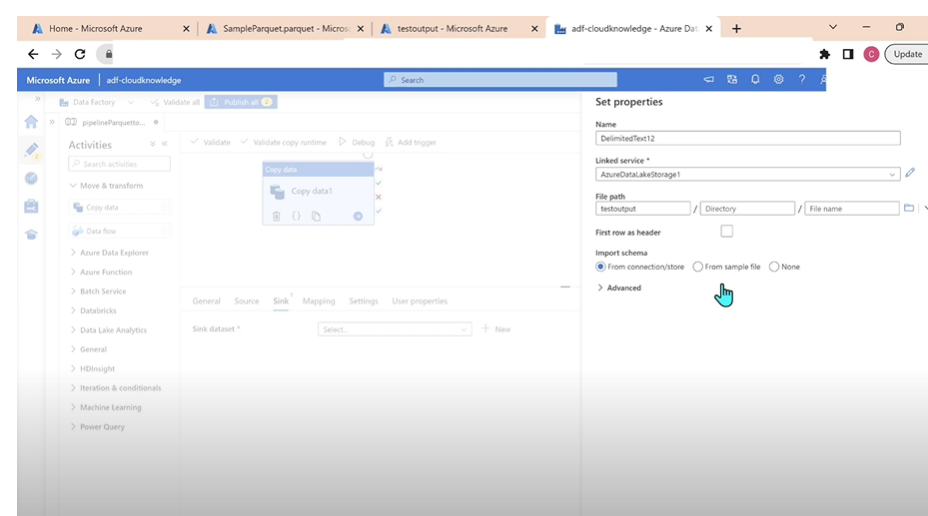 Home - Microsoft Azure
SampleParquet.parquet - Micros
testoutput - Microsoft Azure
adf-cloudknowledge - Azure Dat
C
Update
Microsoft Azure
adf-cloudknowledge
Search
Data Factory
Validate all
Publish all 2
pipelineParquetto...
Activities
Search activities
Move & transform
Copy data
Data flow
Azure Data Explorer
Azure Function
Batch Service
Databricks
Data Lake Analytics
General
HDInsight
Iteration & conditionals
Machine Learning
Power Query
Validate
Validate copy runtime
Debug
Add trigger
Copy data
Copy data1
General Source Sink 1 Mapping Settings User properties
Sink dataset *
Select...
New
Set properties
Name
DelimitedText12
Linked service *
AzureDataLakeStorage1
File path
testoutput / Directory / File name
First row as header
Import schema
From connection/store From sample file None
Advanced